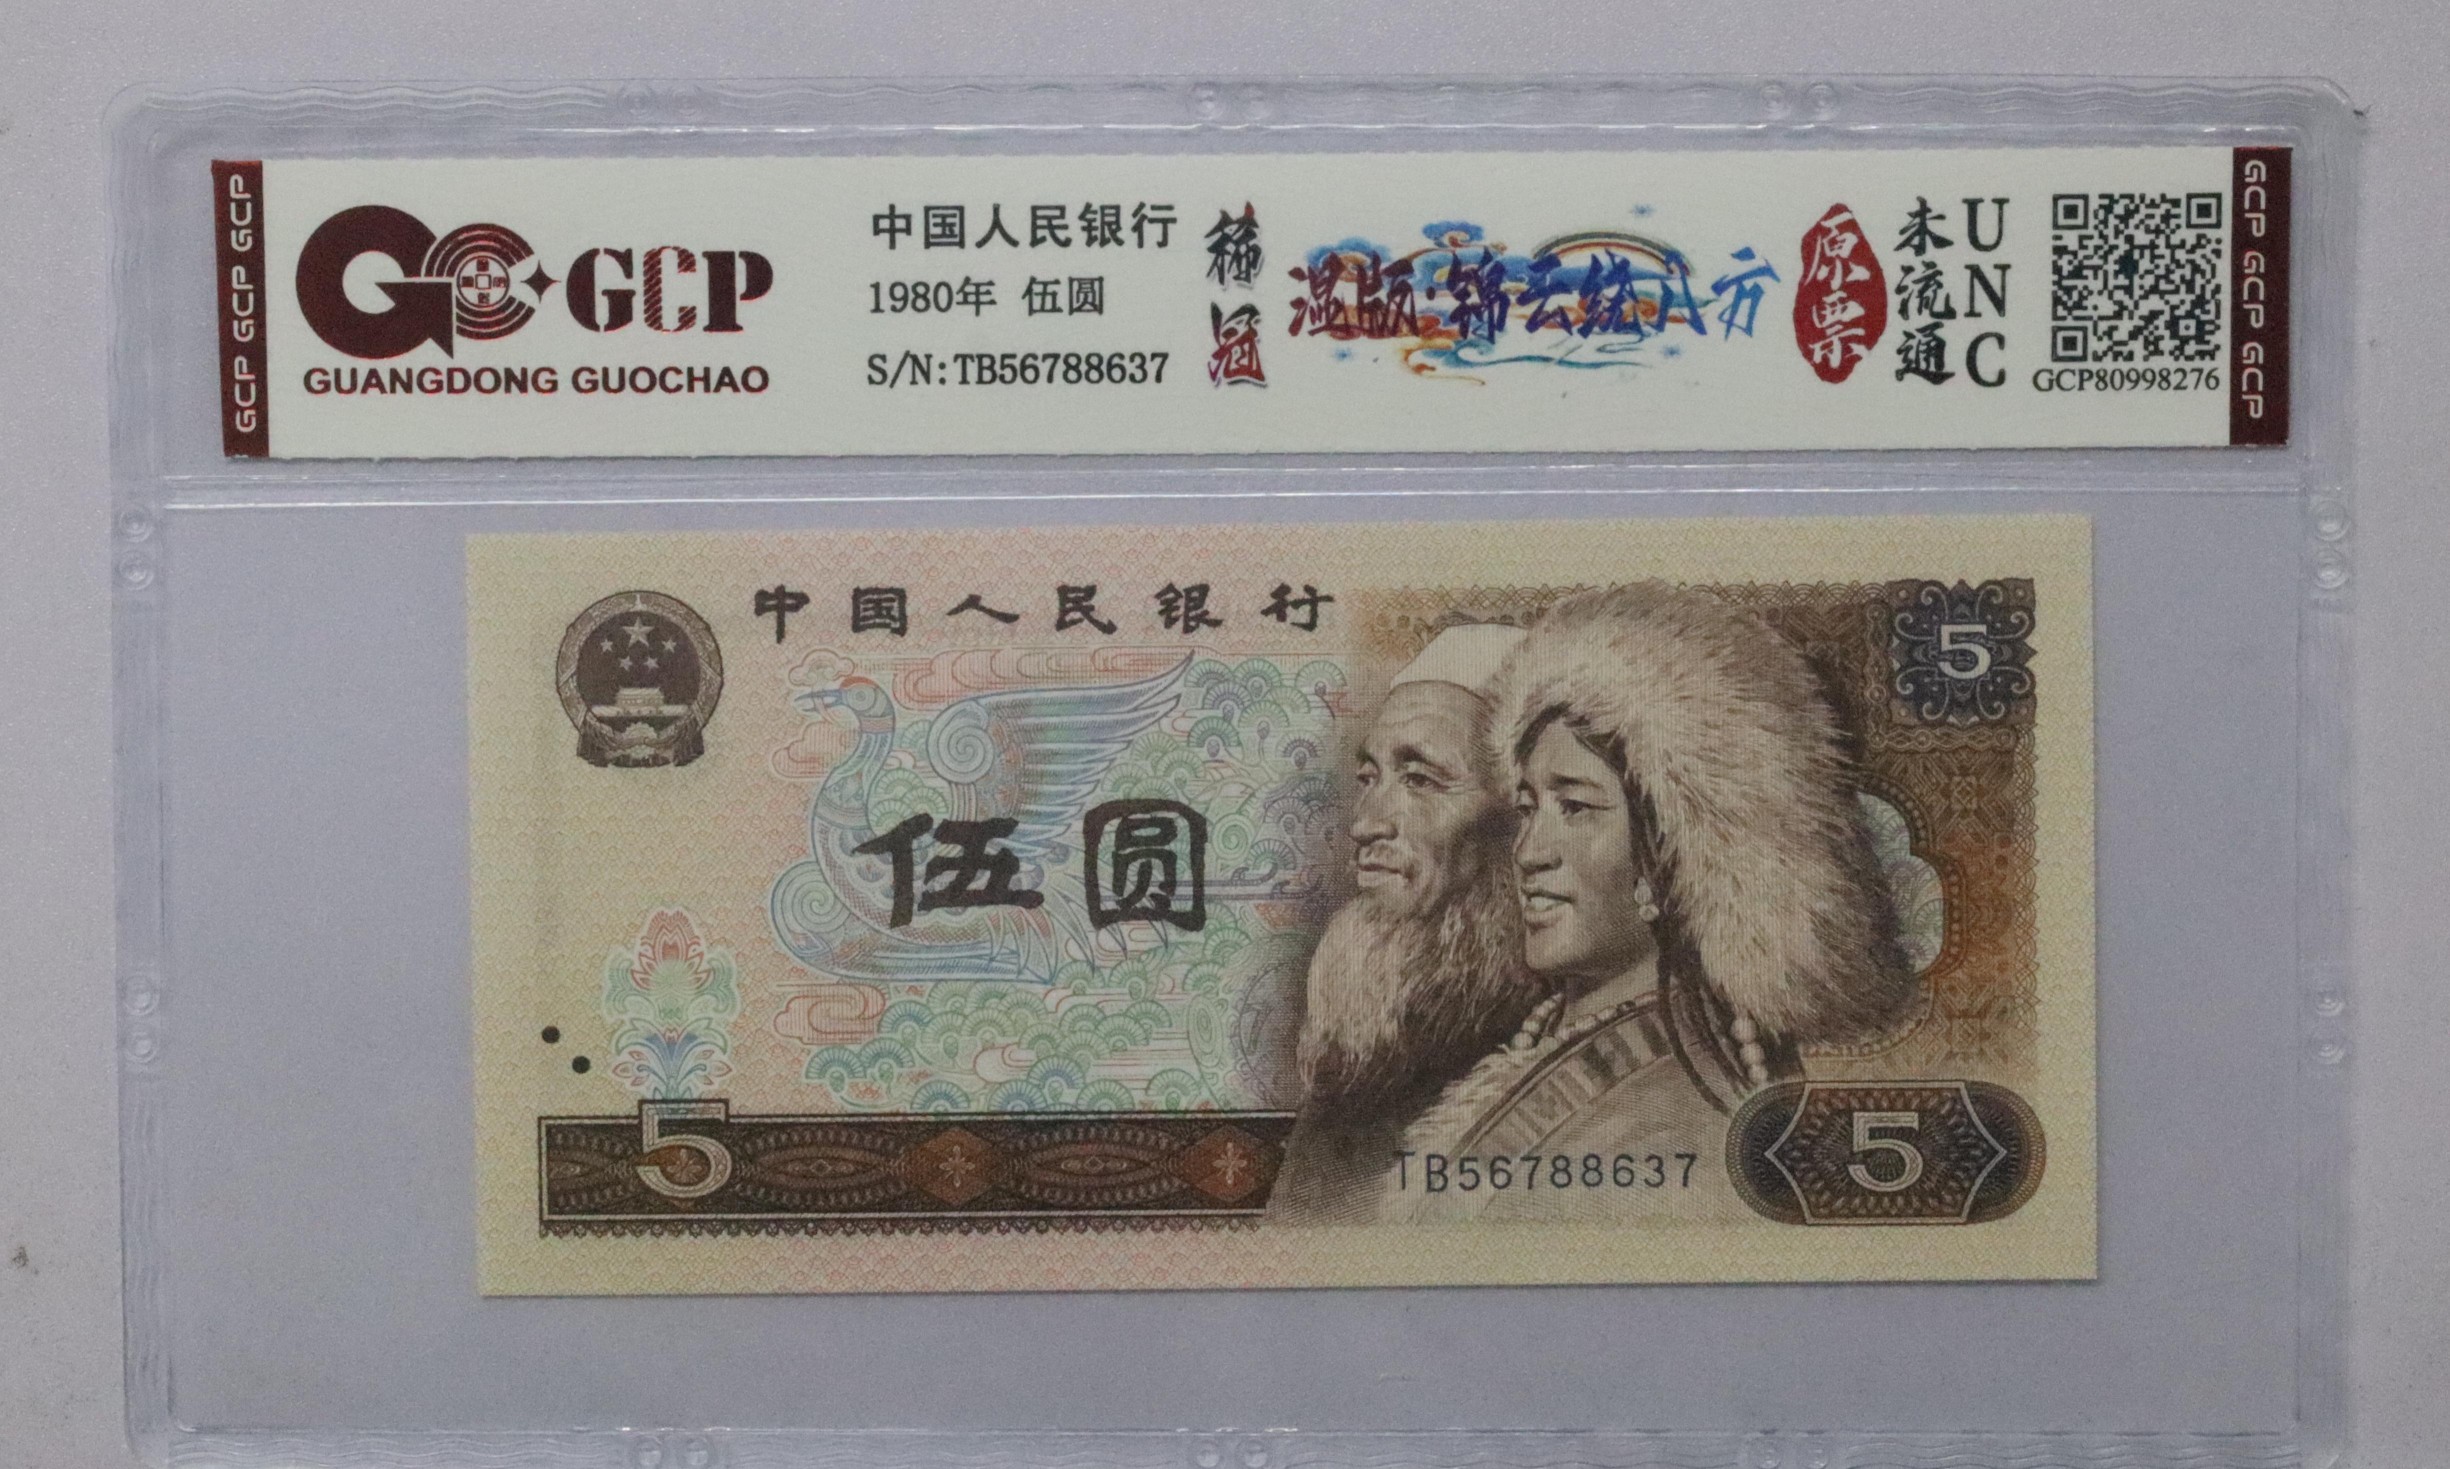 GCP GCP GCP
GCP
GUANGDONG GUOCHAO
中国人民银行
1980年 伍圆
S/N:TB56788637
冠
湿版·锦云绕八方
原票
未流通
UNC
GCP80998276
GCP GCP GCP
中国人民银行
5
伍圆
5
TB56788637
5